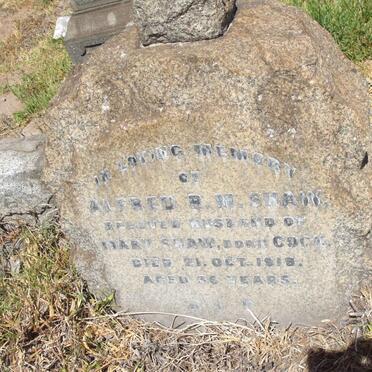 IN LOVING MEMORY
OF
ALFRED R. W. SHAW.
BELOVED HUSBAND OF
MARY SHAW, BORN COCK.
DIED 21. OCT. 1918.
AGED 56 YEARS.